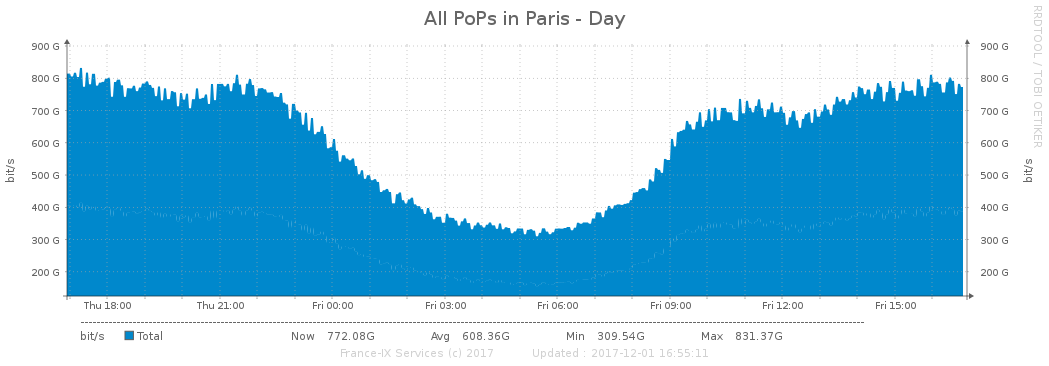 All PoPs in Paris - Day
RRDTOOL / TOBI OETIKER
900 G 900 G
800 G 800 G
700 G 700 G
600 G 600 G
500 G 500 G
400 G 400 G
300 G 300 G
200 G 200 G
bit/s bit/s
Thu 18:00 Thu 21:00 Fri 00:00 Fri 03:00 Fri 06:00 Fri 09:00 Fri 12:00 Fri 15:00
bit/s Total Now 772.08G Avg 608.36G Min 309.54G Max 831.37G
France-IX Services (c) 2017 Updated : 2017-12-01 16:55:11